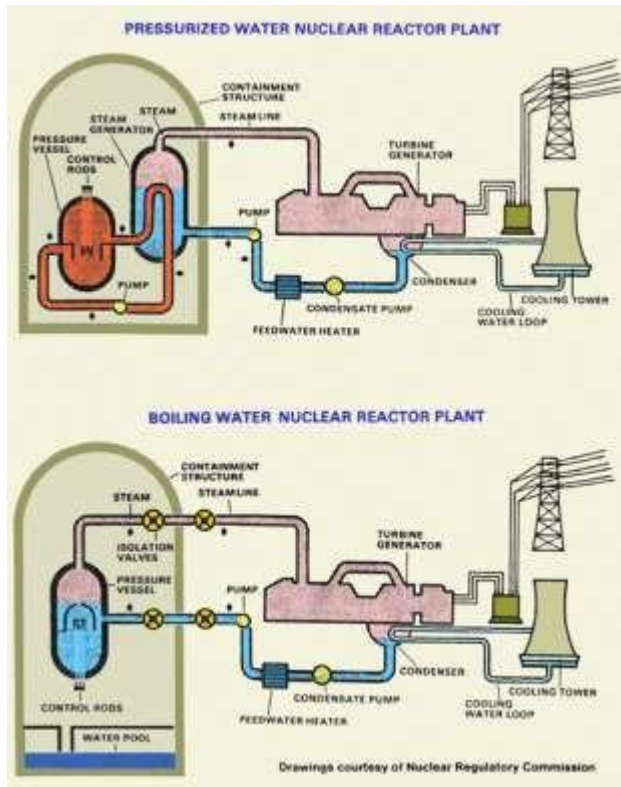 PRESSURIZED WATER NUCLEAR REACTOR PLANT
CONTAINMENT
STRUCTURE
STEAM
STEAM LINE
STEAM
GENERATOR
PRESSURE
VESSEL
CONTROL
RODS
TURBINE
GENERATOR
PUMP
PUMP
CONDENSER
CONDENSATE PUMP
COOLING TOWER
COOLING
WATER LOOP
FEEDWATER HEATER
BOILING WATER NUCLEAR REACTOR PLANT
CONTAINMENT
STRUCTURE
STEAM
STEAMLINE
ISOLATION
VALVES
TURBINE
GENERATOR
PRESSURE
VESSEL
PUMP
CONDENSER
COOLING TOWER
CONDENSATE PUMP
COOLING
WATER LOOP
CONTROL RODS
FEEDWATER HEATER
WATER POOL
Drawings courtesy of Nuclear Regulatory Commission